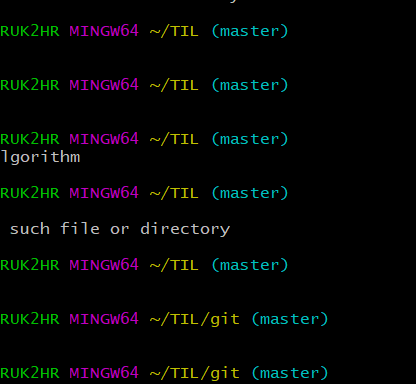 RUK2HR MINGW64 ~/TIL (master)
RUK2HR MINGW64 ~/TIL (master)
RUK2HR MINGW64 ~/TIL (master)
lgorithm
RUK2HR MINGW64 ~/TIL (master)
such file or directory
RUK2HR MINGW64 ~/TIL (master)
RUK2HR MINGW64 ~/TIL/git (master)
RUK2HR MINGW64 ~/TIL/git (master)